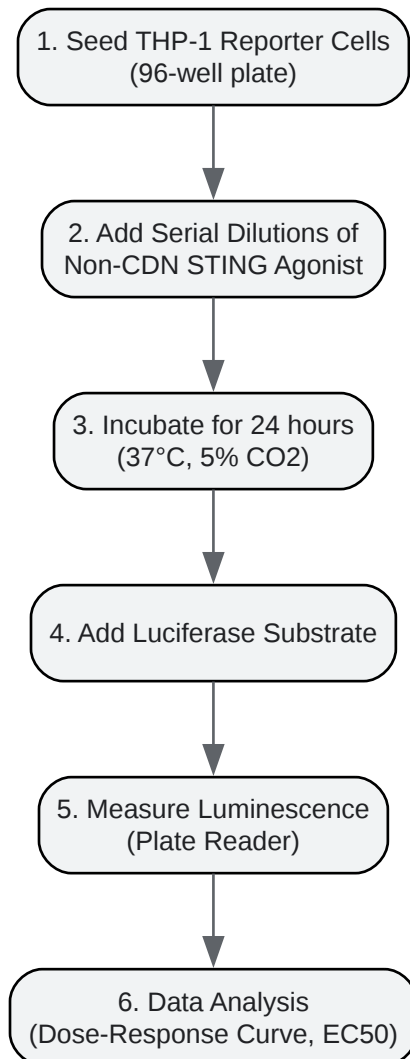 1. Seed THP-1 Reporter Cells
(96-well plate)
2. Add Serial Dilutions of
Non-CDN STING Agonist
3. Incubate for 24 hours
(37°C, 5% CO2)
4. Add Luciferase Substrate
5. Measure Luminescence
(Plate Reader)
6. Data Analysis
(Dose-Response Curve, EC50)